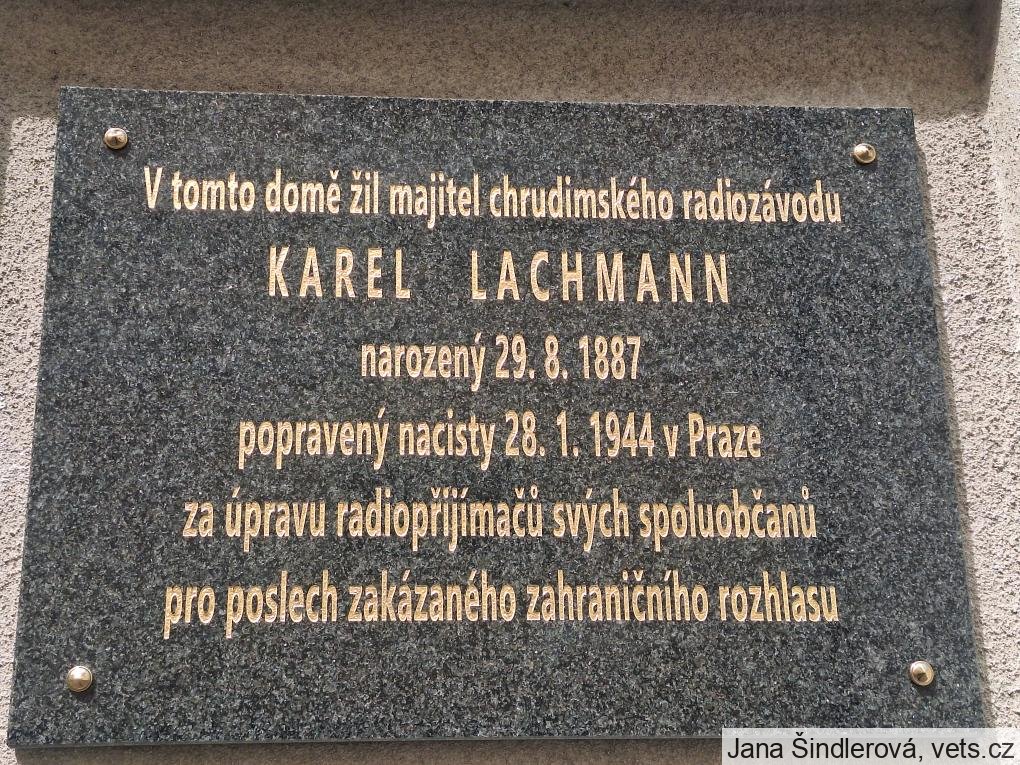 V tomto domě žil majitel chrudimského radiozávodu
KAREL LACHMANN
narozený 29. 8. 1887
popravený nacisty 28. 1. 1944 v Praze
za úpravu radiopřijímačů svých spoluobčanů
pro poslech zakázaného zahraničního rozhlasu
Jana Šindlerová, vets.cz